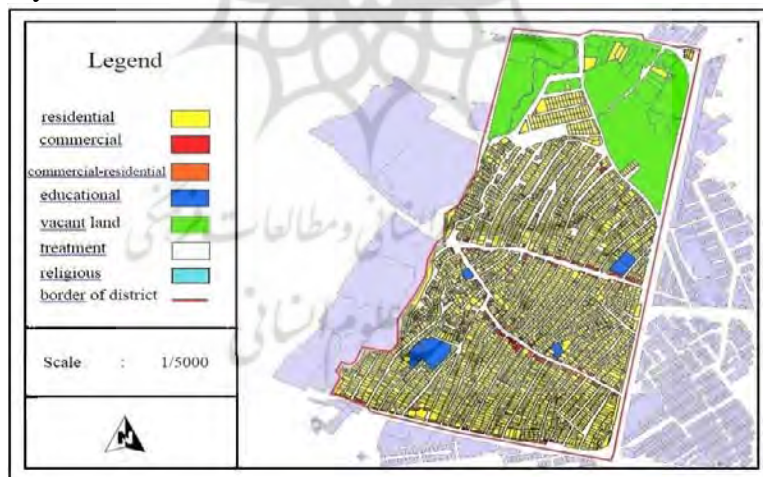 Legend
residential
commercial
commercial-residential
educational
vacant land
treatment
religious
border of district
Scale : 1/5000
N